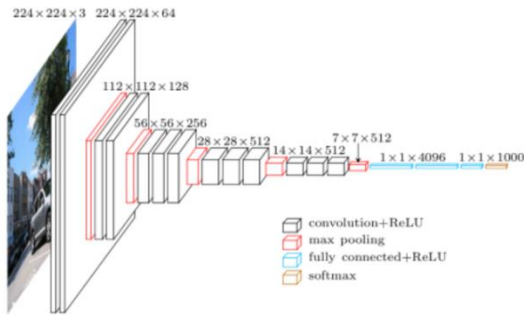 224×224×3 224×224×64
112×112×128
56×56×256
28×28×512
14×14×512
7×7×512
1×1×4096 1×1×1000
convolution+ReLU
max pooling
fully connected+ReLU
softmax